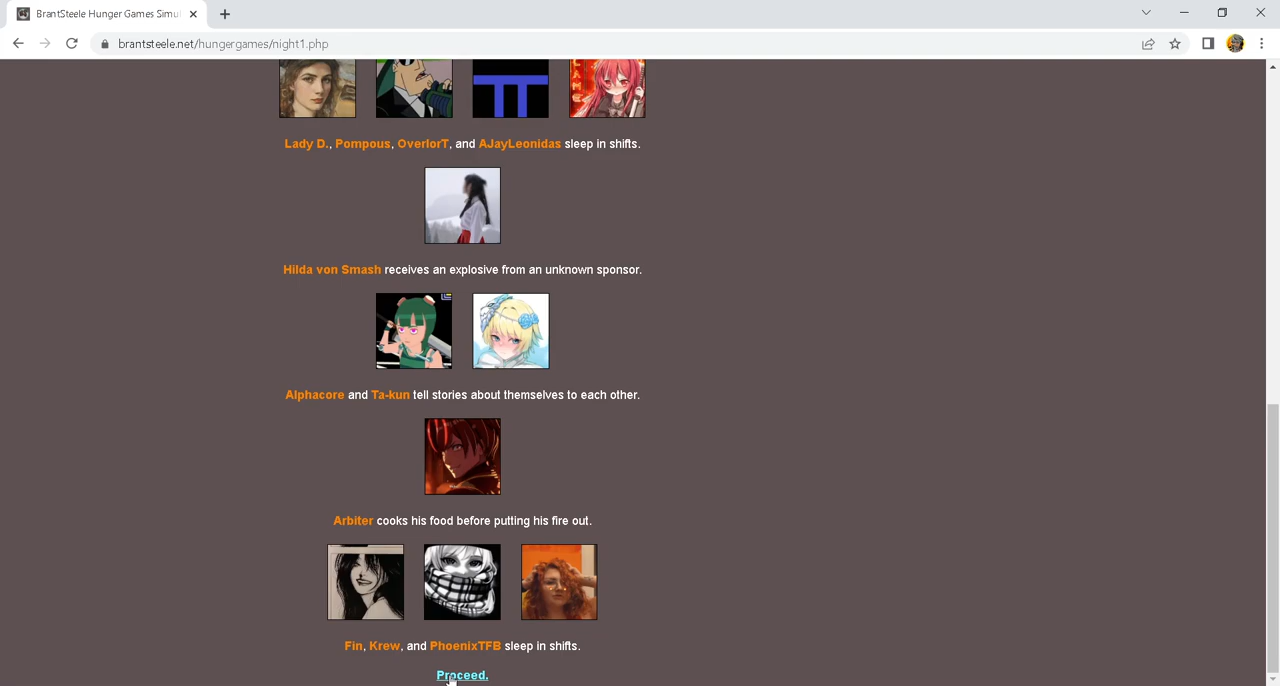 BrantSteele Hunger Games Simu
brantsteele.net/hungergames/night1.php
Lady D., Pompous, OverlorT, and AJayLeonidas sleep in shifts.
Hilda von Smash receives an explosive from an unknown sponsor.
Alphacore and Ta-kun tell stories about themselves to each other.
Arbiter cooks his food before putting his fire out.
Fin, Krew, and PhoenixTFB sleep in shifts.
Proceed.